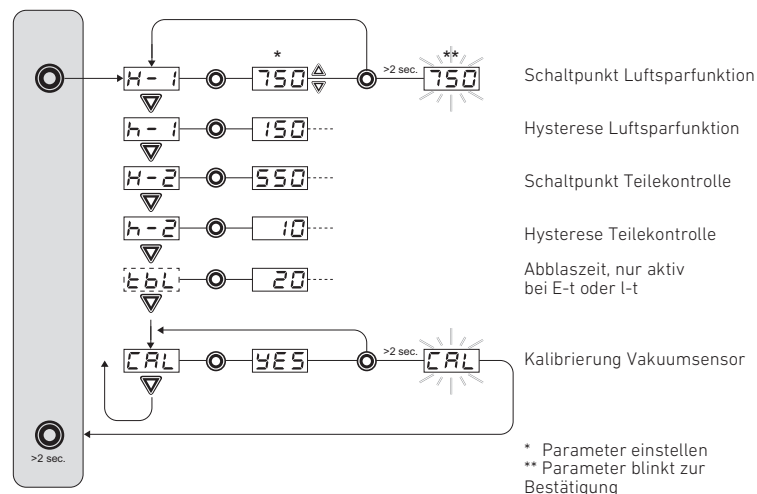 * **
H-1 750 >2 sec. 750 Schaltpunkt Luftsparfunktion
h-1 150 Hysterese Luftsparfunktion
H-2 550 Schaltpunkt Teilekontrolle
h-2 10 Hysterese Teilekontrolle
tbL 20 Abblaszeit, nur aktiv
bei E-t oder l-t
CAL YES >2 sec. CAL Kalibrierung Vakuumsensor
>2 sec.
* Parameter einstellen
** Parameter blinkt zur
Bestätigung